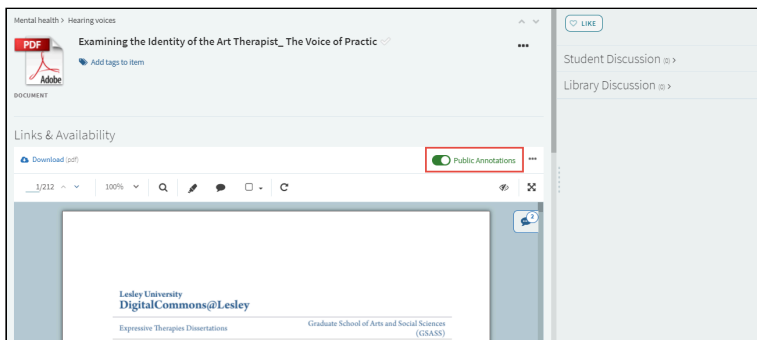 Mental health > Hearing voices
PDF
Adobe
DOCUMENT
Examining the Identity of the Art Therapist_ The Voice of Practic
Add tags to item
Links & Availability
Download (pdf)
Public Annotations
1/212
100%
2
Lesley University
DigitalCommons@Lesley
Expressive Therapies Dissertations
Graduate School of Arts and Social Sciences
(GSASS)
LIKE
Student Discussion (0) >
Library Discussion (0) >